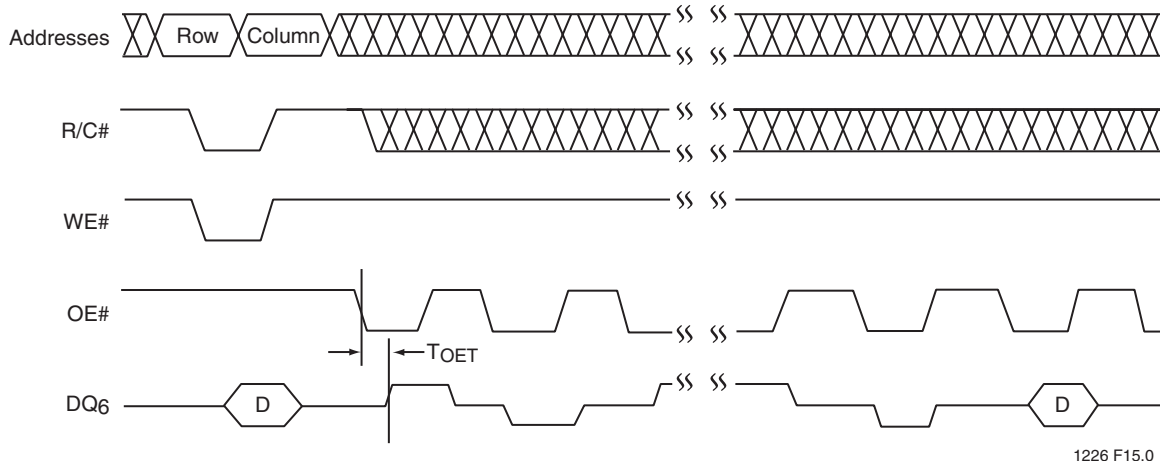 Addresses Row Column
R/C#
WE#
OE#
TOET
DQ6 D D
1226 F15.0